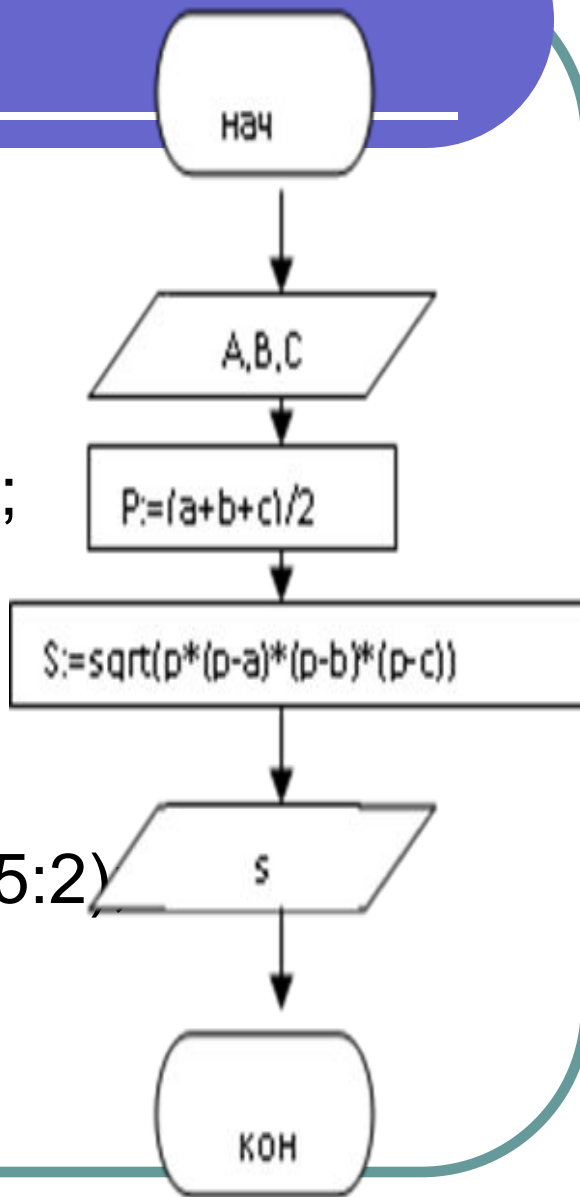 нач
A,B,C
;
P:=(a+b+c)/2
S:=sqrt(p*(p-a)*(p-b)*(p-c))
5:2);
s
кон